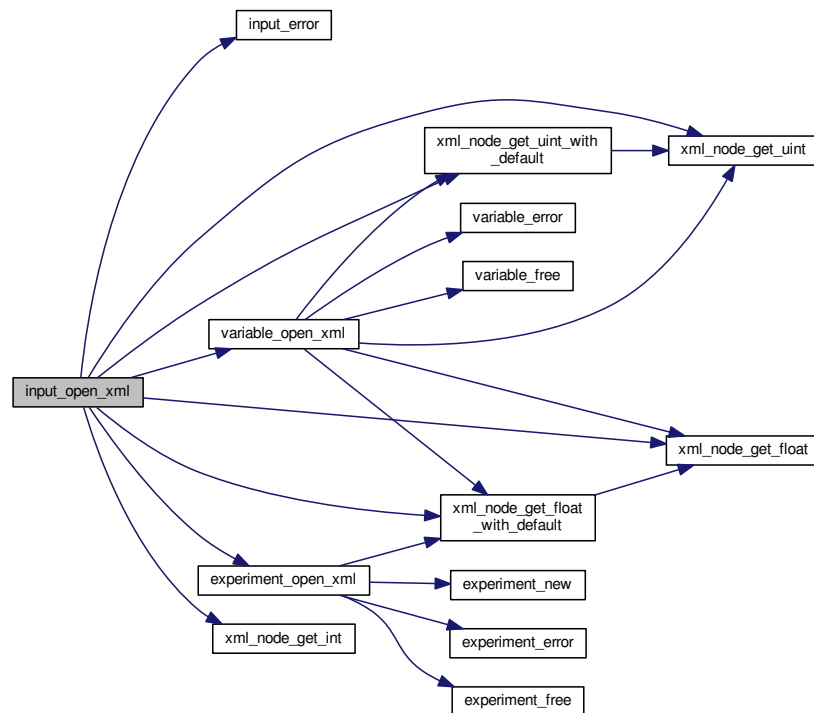 input_error
xml_node_get_uint_with
_default
xml_node_get_uint
variable_error
variable_free
variable_open_xml
input_open_xml
xml_node_get_float
xml_node_get_float
_with_default
experiment_open_xml
experiment_new
xml_node_get_int
experiment_error
experiment_free